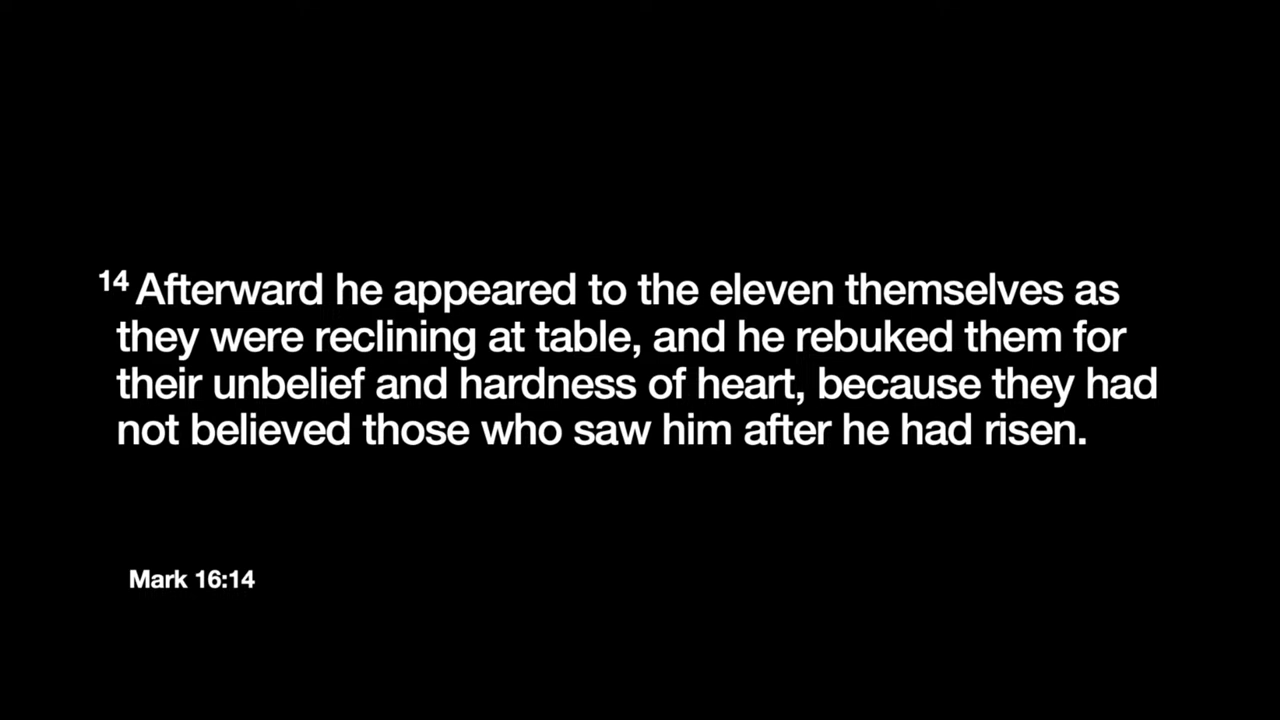 14 Afterward he appeared to the eleven themselves as
they were reclining at table, and he rebuked them for
their unbelief and hardness of heart, because they had
not believed those who saw him after he had risen.
Mark 16:14